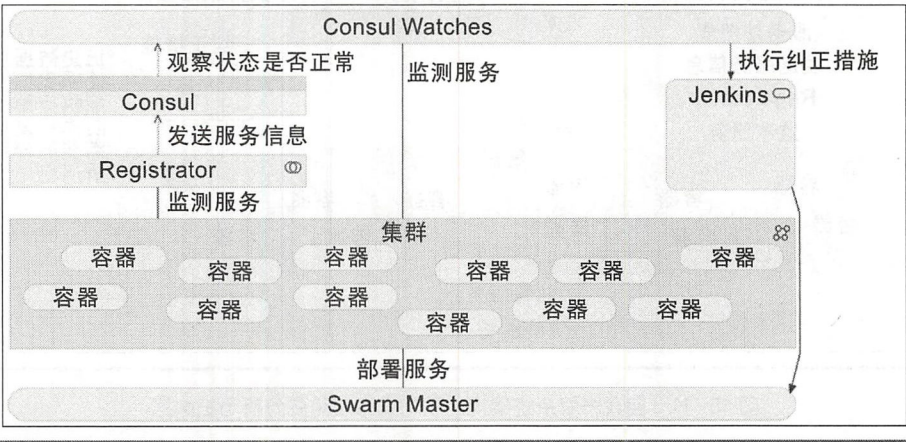 Consul Watches
观察状态是否正常
监测服务
执行纠正措施
Consul
Jenkins
发送服务信息
Registrator
监测服务
集群
容器
容器
容器
容器
容器
容器
容器
容器
容器
容器
容器
容器
部署服务
Swarm Master